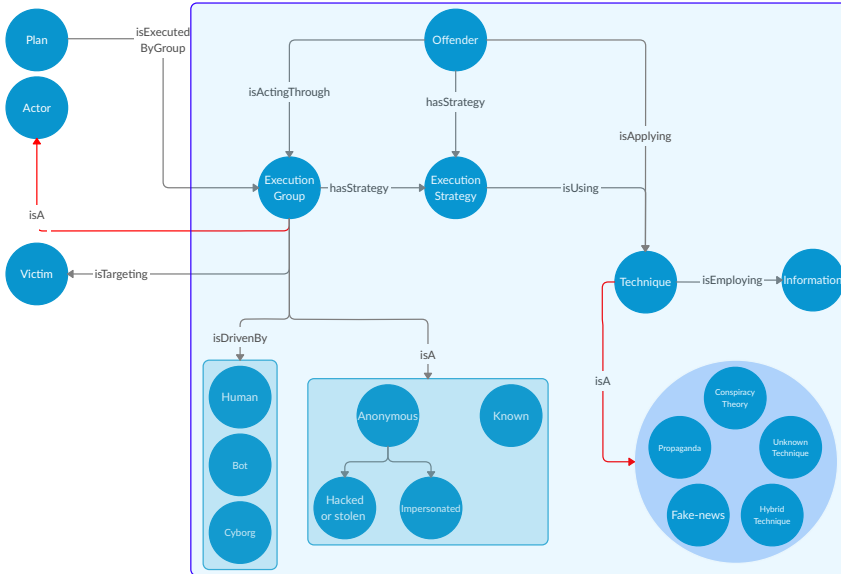 Plan
isExecuted
ByGroup
Offender
Actor
isActingThrough
hasStrategy
isApplying
Execution
Group
hasStrategy
Execution
Strategy
isUsing
isA
Victim
isTargeting
Technique
isEmploying
Information
isDrivenBy
isA
isA
Human
Bot
Cyborg
Anonymous
Known
Hacked
or stolen
Impersonated
Conspiracy
Theory
Propaganda
Unknown
Technique
Fake-news
Hybrid
Technique